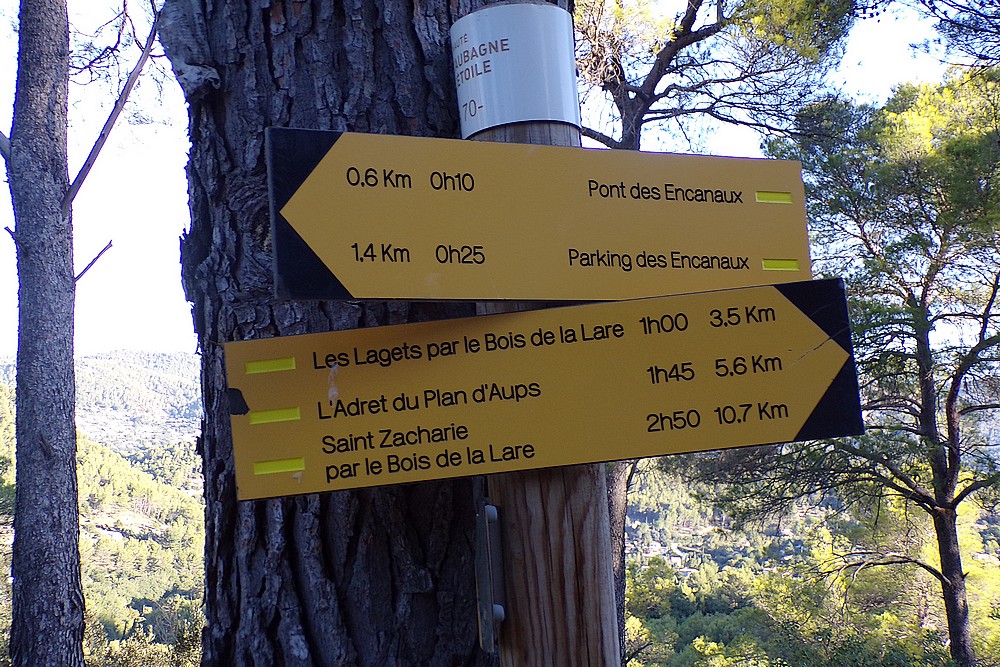 AUBAGNE
ETOILE
70-
0.6 Km 0h10 Pont des Encanaux
1.4 Km 0h25 Parking des Encanaux
Les Lagets par le Bois de la Lare 1h00 3.5 Km
L'Adret du Plan d'Aups 1h45 5.6 Km
Saint Zacharie
par le Bois de la Lare 2h50 10.7 Km